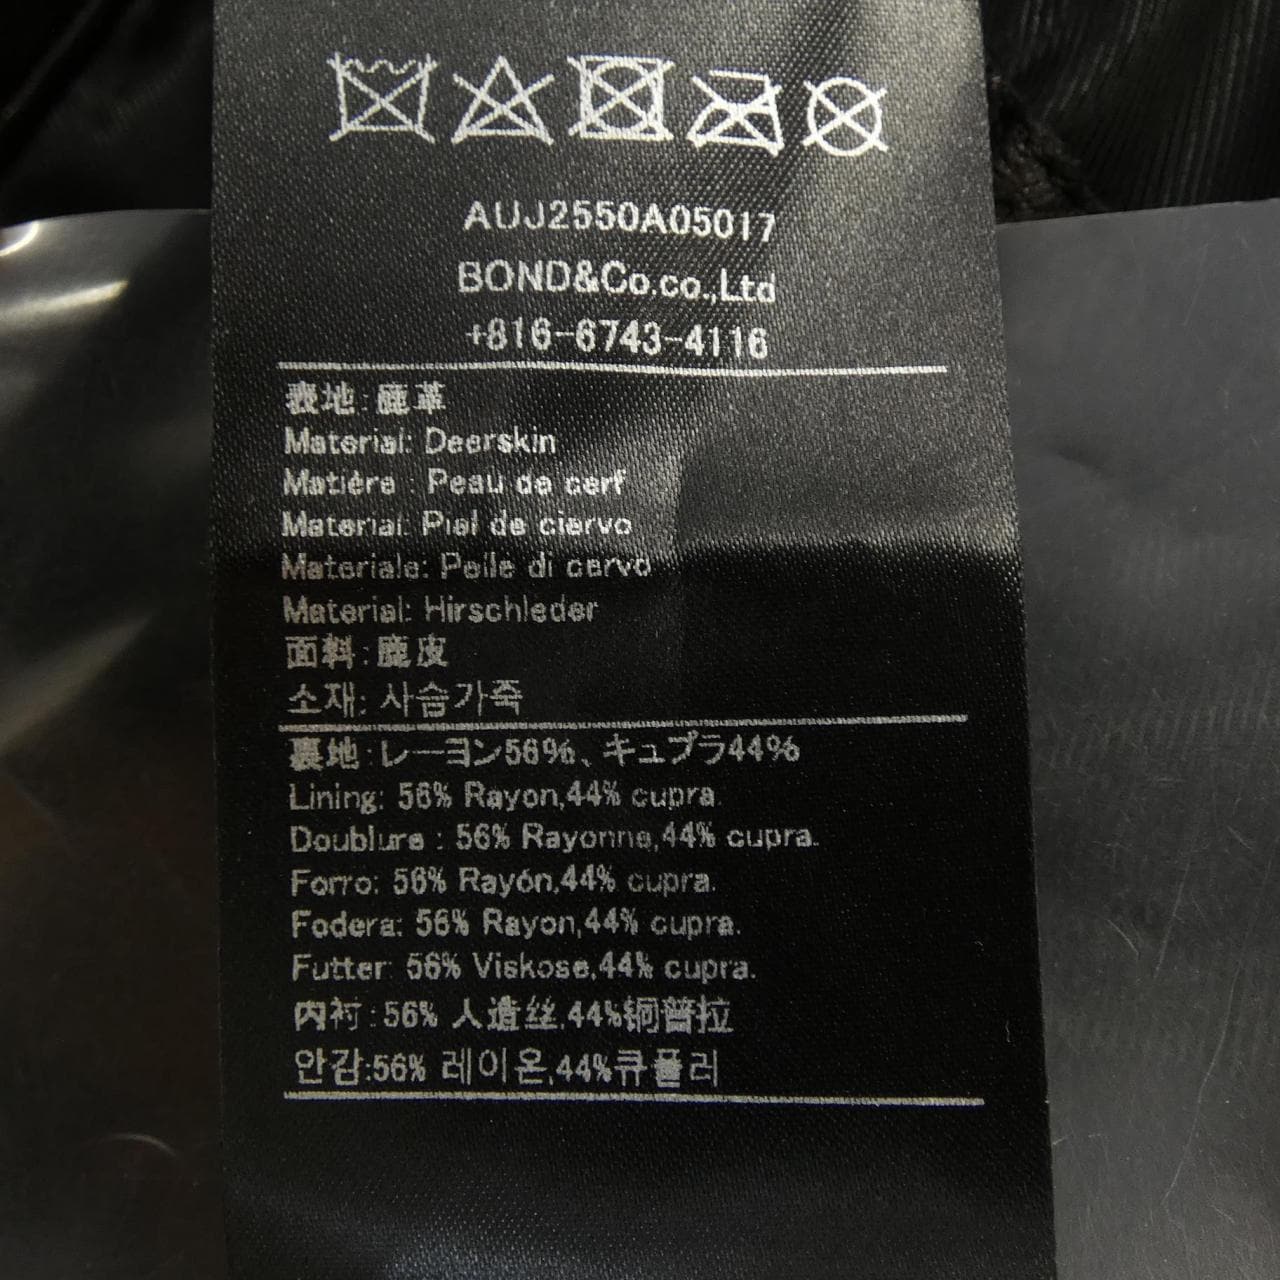 AUJ2550A05017
BOND&Co.co.,Ltd
+816-6743-4116
表地:鹿革
Material: Deerskin
Matiére : Peau de cerf
Material: Piel de ciervo
Materiale: Pelle di cervo
Material: Hirschleder
面料:鹿皮
소재: 사슴가죽
裏地:レーヨン56%、キュプラ44%
Lining: 56% Rayon,44% cupra.
Doublure : 56% Rayonne,44% cupra.
Forro: 56% Rayón,44% cupra.
Fodera: 56% Rayon,44% cupra.
Futter: 56% Viskose,44% cupra.
内衬:56% 人造丝,44%铜普拉
안감:56% 레이온,44%큐플러